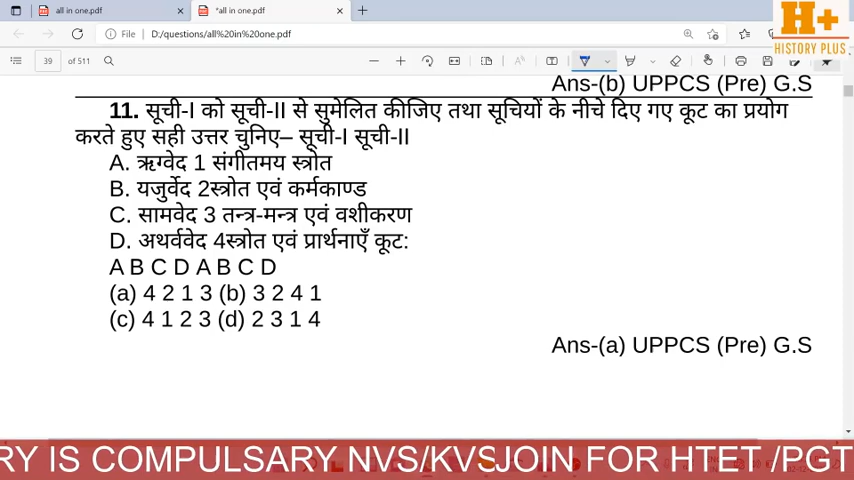 all in one.pdf
*all in one.pdf
H+
HISTORY PLUS
File
D:/questions/all%20in%20one.pdf
39 of 511
Ans-(b) UPPCS (Pre) G.S
11. सूची-I को सूची-II से सुमेलित कीजिए तथा सूचियों के नीचे दिए गए कूट का प्रयोग
करते हुए सही उत्तर चुनिए– सूची-I सूची-II
A. ऋग्वेद 1 संगीतमय स्त्रोत
B. यजुर्वेद 2स्त्रोत एवं कर्मकाण्ड
C. सामवेद 3 तन्त्र-मन्त्र एवं वशीकरण
D. अथर्ववेद 4स्त्रोत एवं प्रार्थनाएँ कूट:
A B C D A B C D
(a) 4 2 1 3 (b) 3 2 4 1
(c) 4 1 2 3 (d) 2 3 1 4
Ans-(a) UPPCS (Pre) G.S
RY IS COMPULSARY NVS/KVSJOIN FOR HTET /PGT